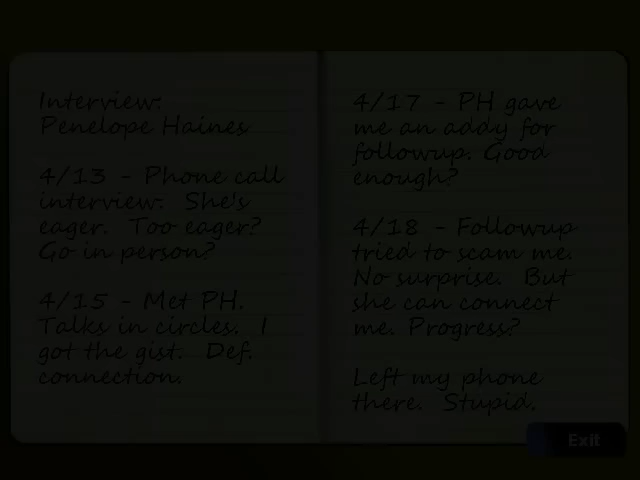 Interview:
Penelope Haines
4/13 - Phone call
interview. She's
eager. Too eager?
Go in person?
4/15 - Met PH.
Talks in circles. I
got the gist. Def.
connection.
4/17 - PH gave
me an addy for
followup. Good
enough?
4/18 - Followup
tried to scam me.
No surprise. But
she can connect
me. Progress?
Left my phone
there. Stupid.
Exit